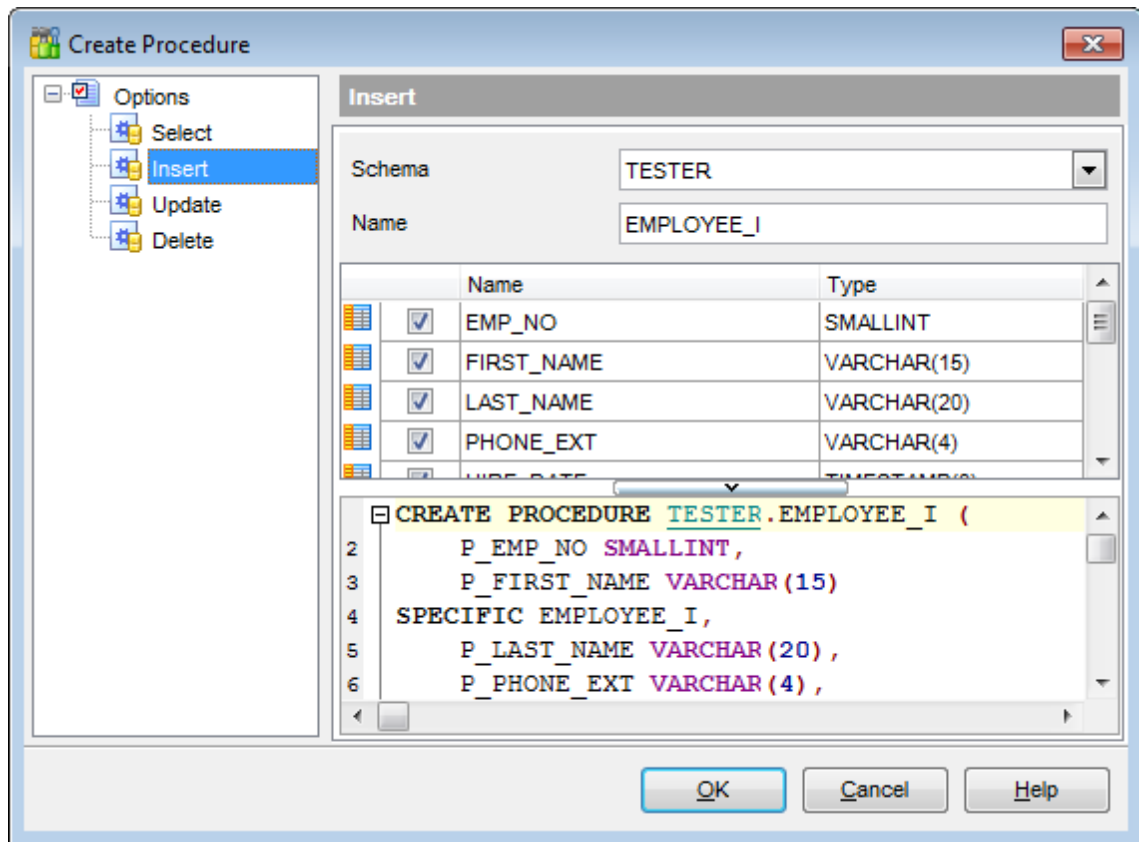 Create Procedure
Options
Select
Insert
Update
Delete
Insert
Schema TESTER
Name EMPLOYEE_I
Name Type
EMP_NO SMALLINT
FIRST_NAME VARCHAR(15)
LAST_NAME VARCHAR(20)
PHONE_EXT VARCHAR(4)
CREATE PROCEDURE TESTER.EMPLOYEE_I (
2 P_EMP_NO SMALLINT,
3 P_FIRST_NAME VARCHAR(15)
4 SPECIFIC EMPLOYEE_I,
5 P_LAST_NAME VARCHAR(20),
6 P_PHONE_EXT VARCHAR(4),
OK Cancel Help